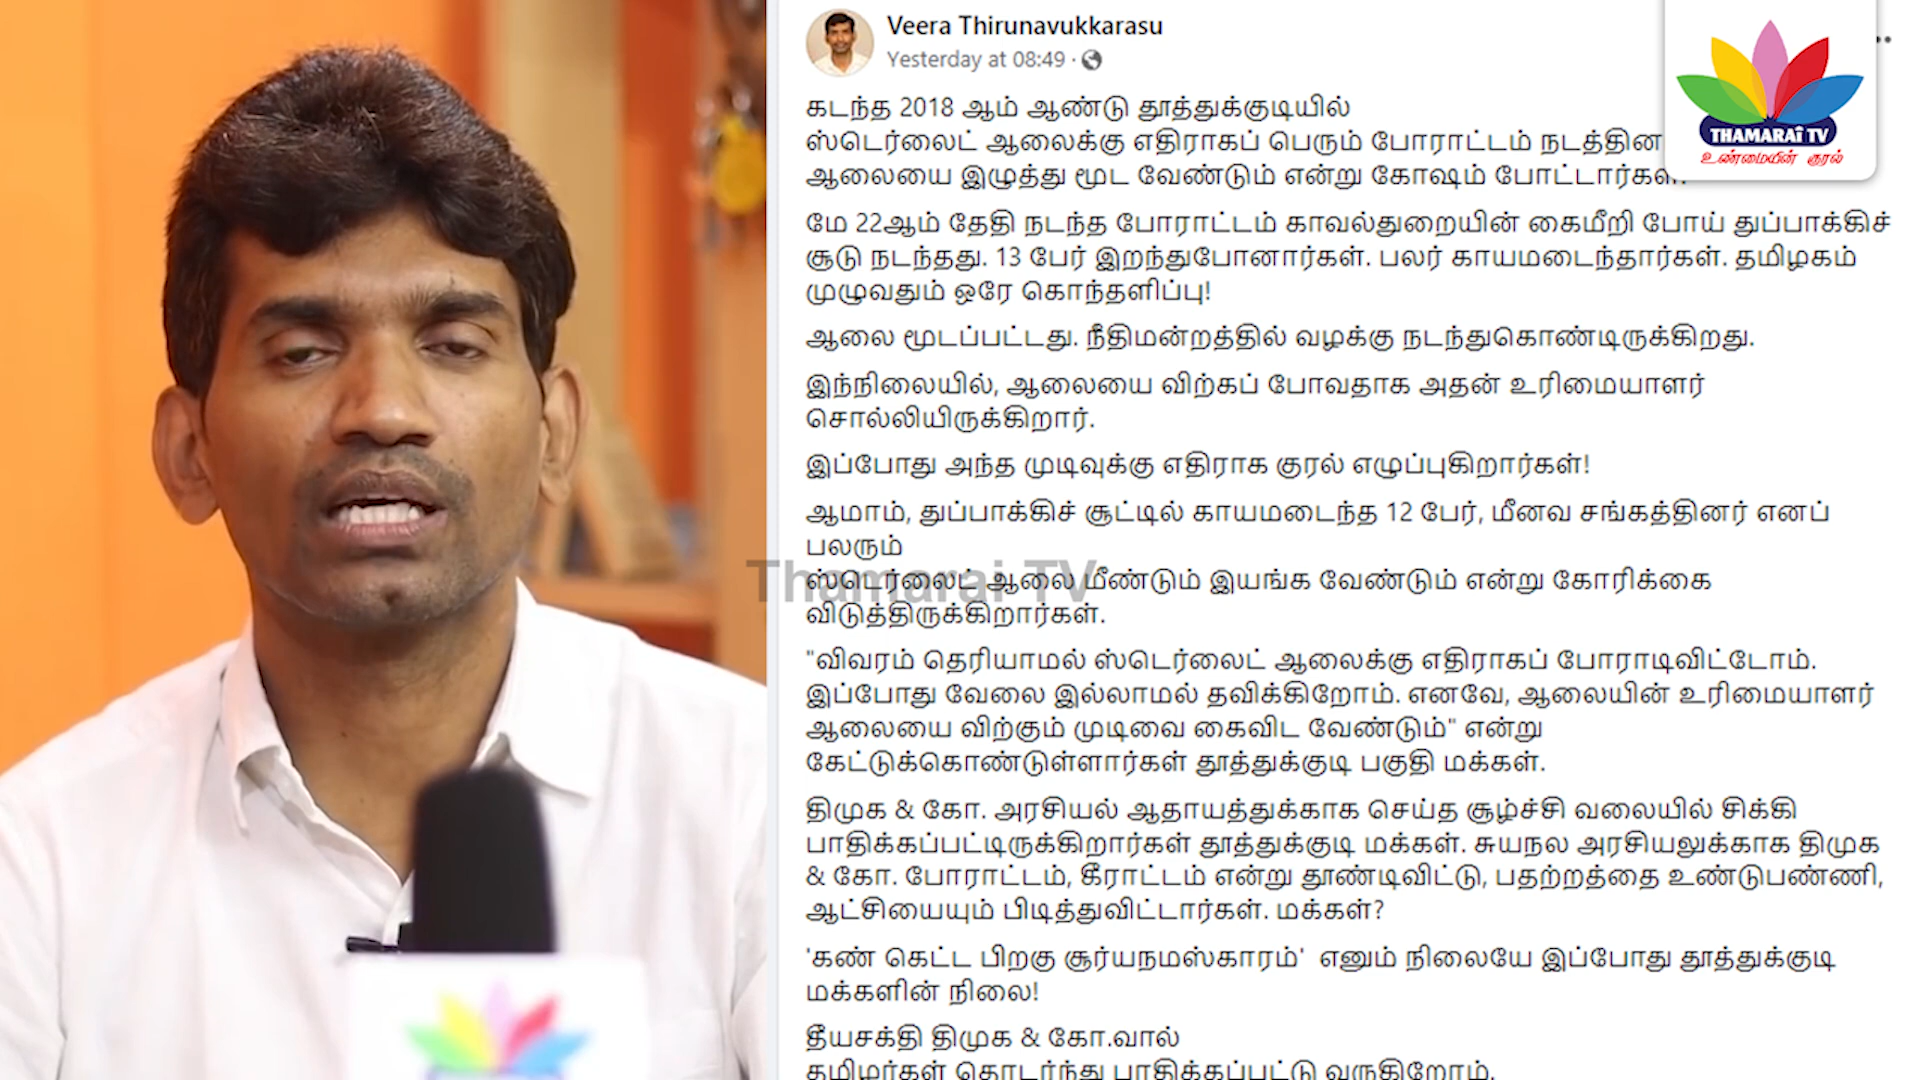 Veera Thirunavukkarasu
Yesterday at 08:49 ·
THAMARAI TV
உண்மையின் குரல்
கடந்த 2018 ஆம் ஆண்டு தூத்துக்குடியில்
ஸ்டெர்லைட் ஆலைக்கு எதிராகப் பெரும் போராட்டம்
ஆலையை இழுத்து மூட வேண்டும் என்று கோஷம் போட்டார்கள்.
மே 22ஆம் தேதி நடந்த போராட்டம் காவல்துறையின் கைமீறி போய் துப்பாக்கிச்
சூடு நடந்தது. 13 பேர் இறந்துபோனார்கள். பலர் காயமடைந்தார்கள். தமிழகம்
முழுவதும் ஒரே கொந்தளிப்பு!
ஆலை மூடப்பட்டது. நீதிமன்றத்தில் வழக்கு நடந்துகொண்டிருக்கிறது.
இந்நிலையில், ஆலையை விற்கப் போவதாக அதன் உரிமையாளர்
சொல்லியிருக்கிறார்.
இப்போது அந்த முடிவுக்கு எதிராக குரல் எழுப்புகிறார்கள்!
ஆமாம், துப்பாக்கிச் சூட்டில் காயமடைந்த 12 பேர், மீனவ சங்கத்தினர் எனப்
பலரும்
ஸ்டெர்லைட் ஆலை மீண்டும் இயங்க வேண்டும் என்று கோரிக்கை
விடுத்திருக்கிறார்கள்.
Thamarai TV
"விவரம் தெரியாமல் ஸ்டெர்லைட் ஆலைக்கு எதிராகப் போராடிவிட்டோம்.
இப்போது வேலை இல்லாமல் தவிக்கிறோம். எனவே, ஆலையின் உரிமையாளர்
ஆலையை விற்கும் முடிவை கைவிட வேண்டும்" என்று
கேட்டுக்கொண்டுள்ளார்கள் தூத்துக்குடி பகுதி மக்கள்.
திமுக & கோ. அரசியல் ஆதாயத்துக்காக செய்த சூழ்ச்சி வலையில் சிக்கி
பாதிக்கப்பட்டிருக்கிறார்கள் தூத்துக்குடி மக்கள். சுயநல அரசியலுக்காக திமுக
& கோ. போராட்டம், கீராட்டம் என்று தூண்டிவிட்டு, பதற்றத்தை உண்டுபண்ணி,
ஆட்சியையும் பிடித்துவிட்டார்கள். மக்கள்?
'கண் கெட்ட பிறகு சூர்யநமஸ்காரம்' எனும் நிலையே இப்போது தூத்துக்குடி
மக்களின் நிலை!
தீயசக்தி திமுக & கோ.வால்
தமிழர்கள் தொடர்ந்து பாதிக்கப்பட்டு வருகிறோம்.